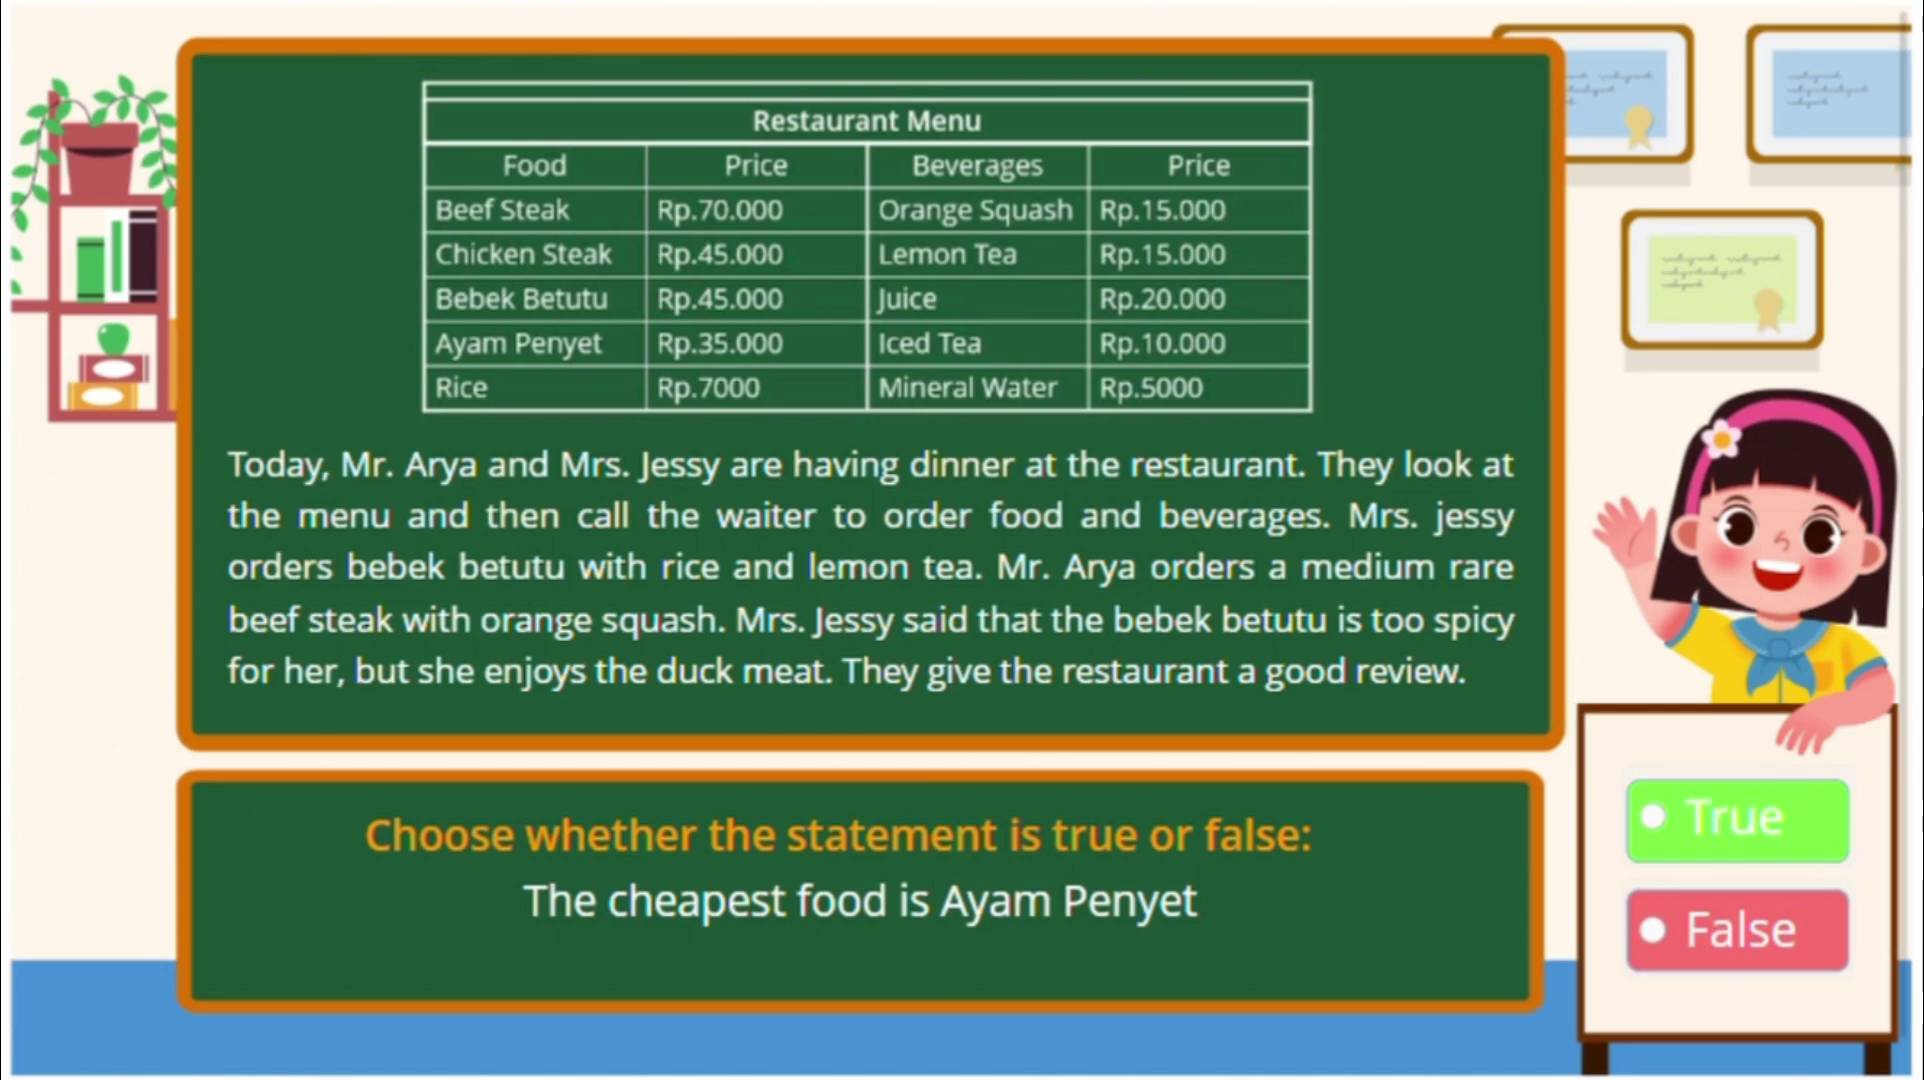 Restaurant Menu
Food Price Beverages Price
Beef Steak Rp.70.000 Orange Squash Rp.15.000
Chicken Steak Rp.45.000 Lemon Tea Rp.15.000
Bebek Betutu Rp.45.000 Juice Rp.20.000
Ayam Penyet Rp.35.000 Iced Tea Rp.10.000
Rice Rp.7000 Mineral Water Rp.5000
Today, Mr. Arya and Mrs. Jessy are having dinner at the restaurant. They look at
the menu and then call the waiter to order food and beverages. Mrs. jessy
orders bebek betutu with rice and lemon tea. Mr. Arya orders a medium rare
beef steak with orange squash. Mrs. Jessy said that the bebek betutu is too spicy
for her, but she enjoys the duck meat. They give the restaurant a good review.
Choose whether the statement is true or false:
The cheapest food is Ayam Penyet
True
False